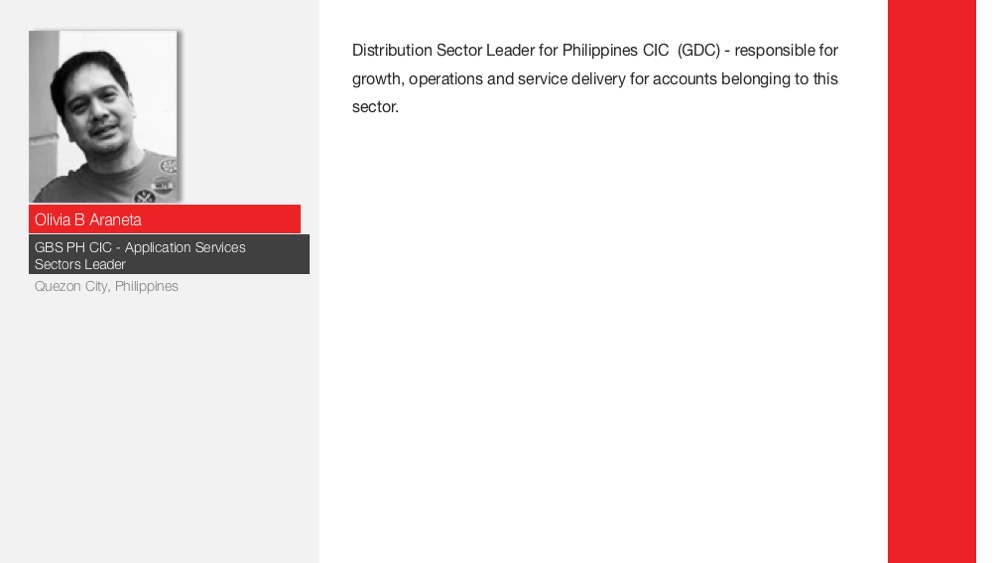 Olivia B Araneta
GBS PH CIC - Application Services
Sectors Leader
Quezon City, Philippines
Distribution Sector Leader for Philippines CIC  (GDC) - responsible for
growth, operations and service delivery for accounts belonging to this
sector.